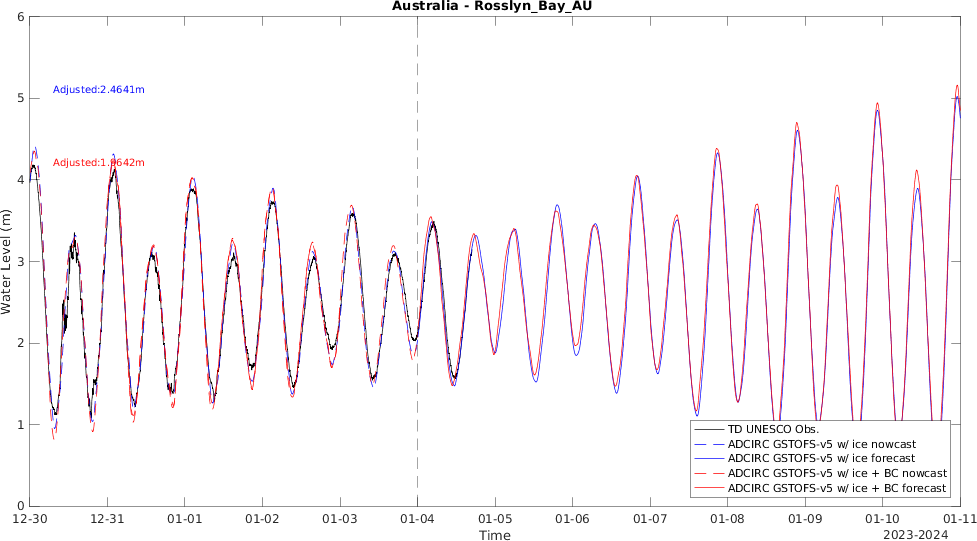 Australia - Rosslyn_Bay_AU
Water Level (m)
6
5
4
3
2
1
0
Adjusted:2.4641m
Adjusted:1.9642m
TD UNESCO Obs.
ADCIRC GSTOFS-v5 w/ ice nowcast
ADCIRC GSTOFS-v5 w/ ice forecast
ADCIRC GSTOFS-v5 w/ ice + BC nowcast
ADCIRC GSTOFS-v5 w/ ice + BC forecast
12-30 12-31 01-01 01-02 01-03 01-04 01-05 01-06 01-07 01-08 01-09 01-10 01-11
Time
2023-2024